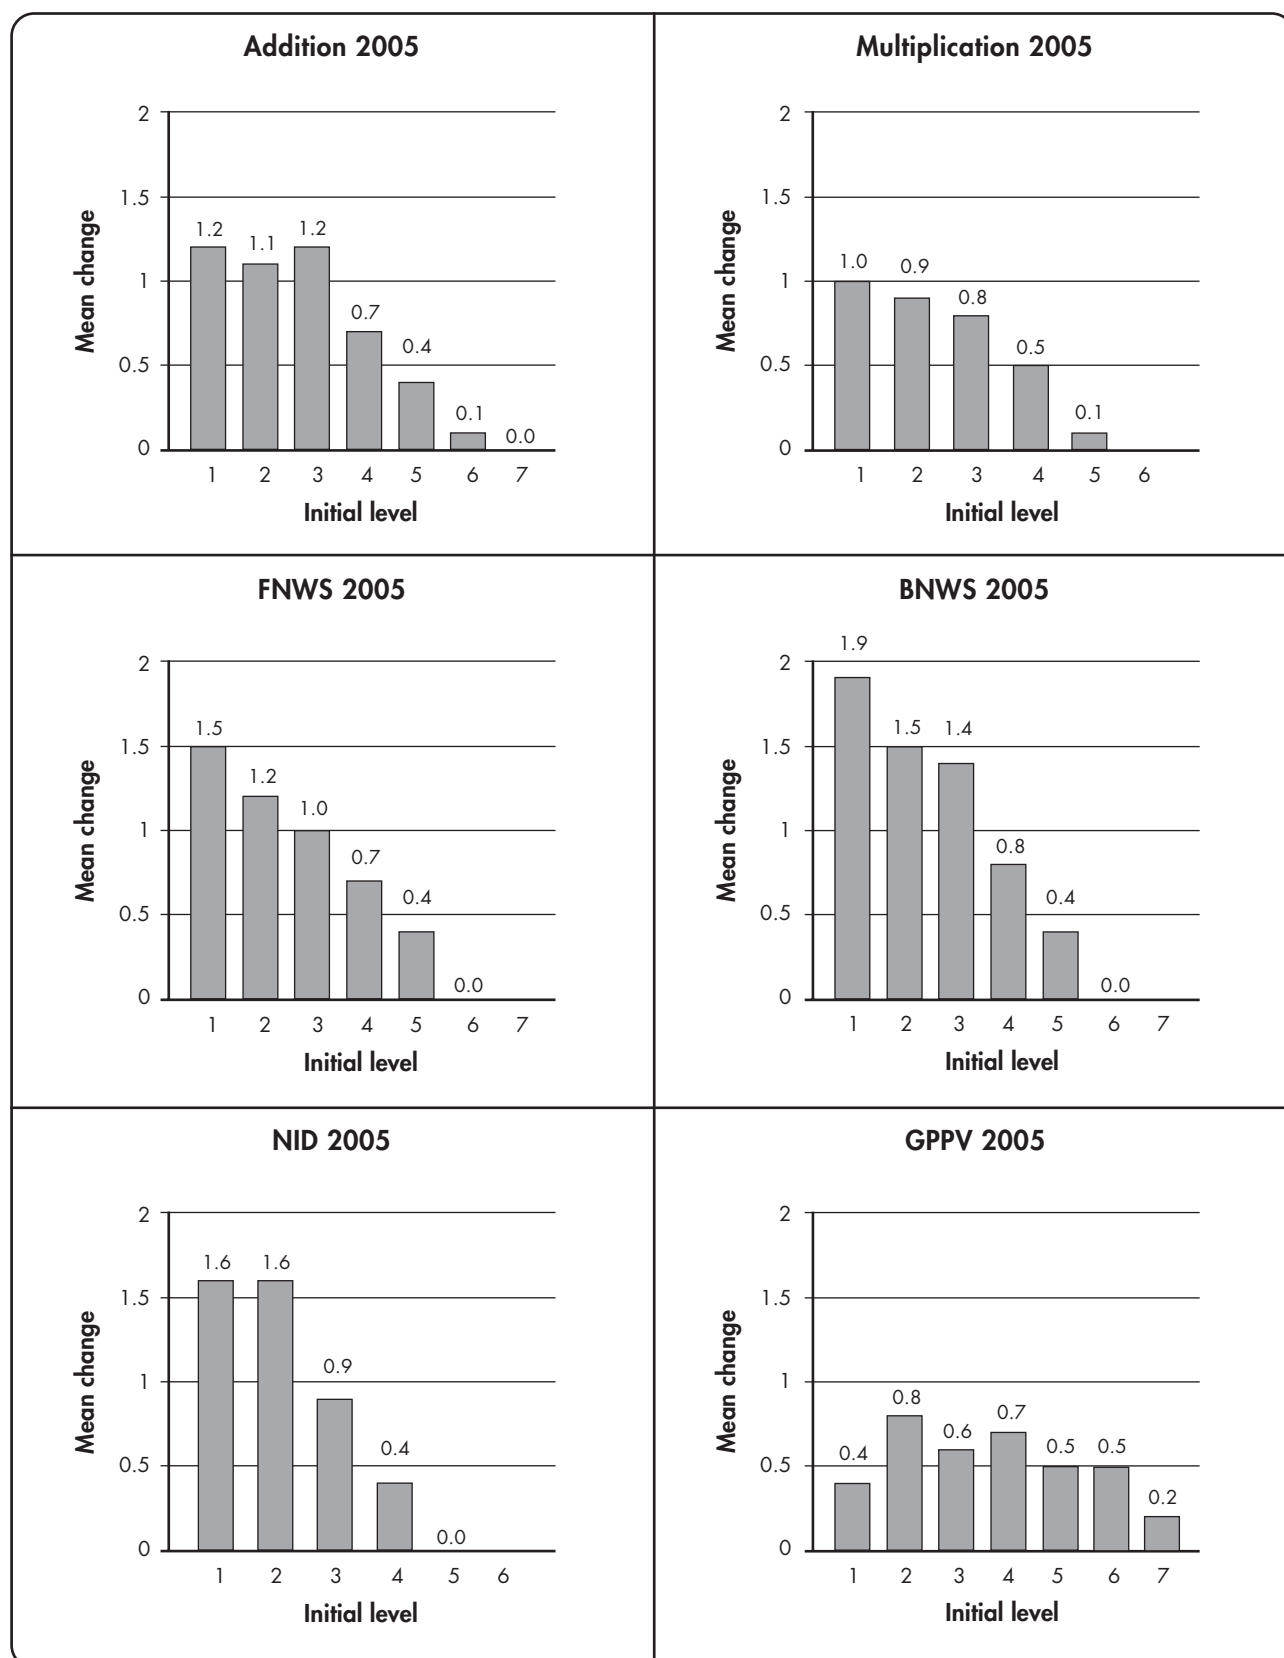 Addition 2005
2
1.5
1
0.5
0
Mean change
1.2
1.1
1.2
0.7
0.4
0.1
0.0
1 2 3 4 5 6 7
Initial level
Multiplication 2005
2
1.5
1
0.5
0
Mean change
1.0
0.9
0.8
0.5
0.1
1 2 3 4 5 6
Initial level
FNWS 2005
2
1.5
1
0.5
0
Mean change
1.5
1.2
1.0
0.7
0.4
0.0
1 2 3 4 5 6 7
Initial level
BNWS 2005
2
1.5
1
0.5
0
Mean change
1.9
1.5
1.4
0.8
0.4
0.0
1 2 3 4 5 6 7
Initial level
NID 2005
2
1.5
1
0.5
0
Mean change
1.6
1.6
0.9
0.4
0.0
1 2 3 4 5 6
Initial level
GPPV 2005
2
1.5
1
0.5
0
Mean change
0.4
0.8
0.6
0.7
0.5
0.5
0.2
1 2 3 4 5 6 7
Initial level